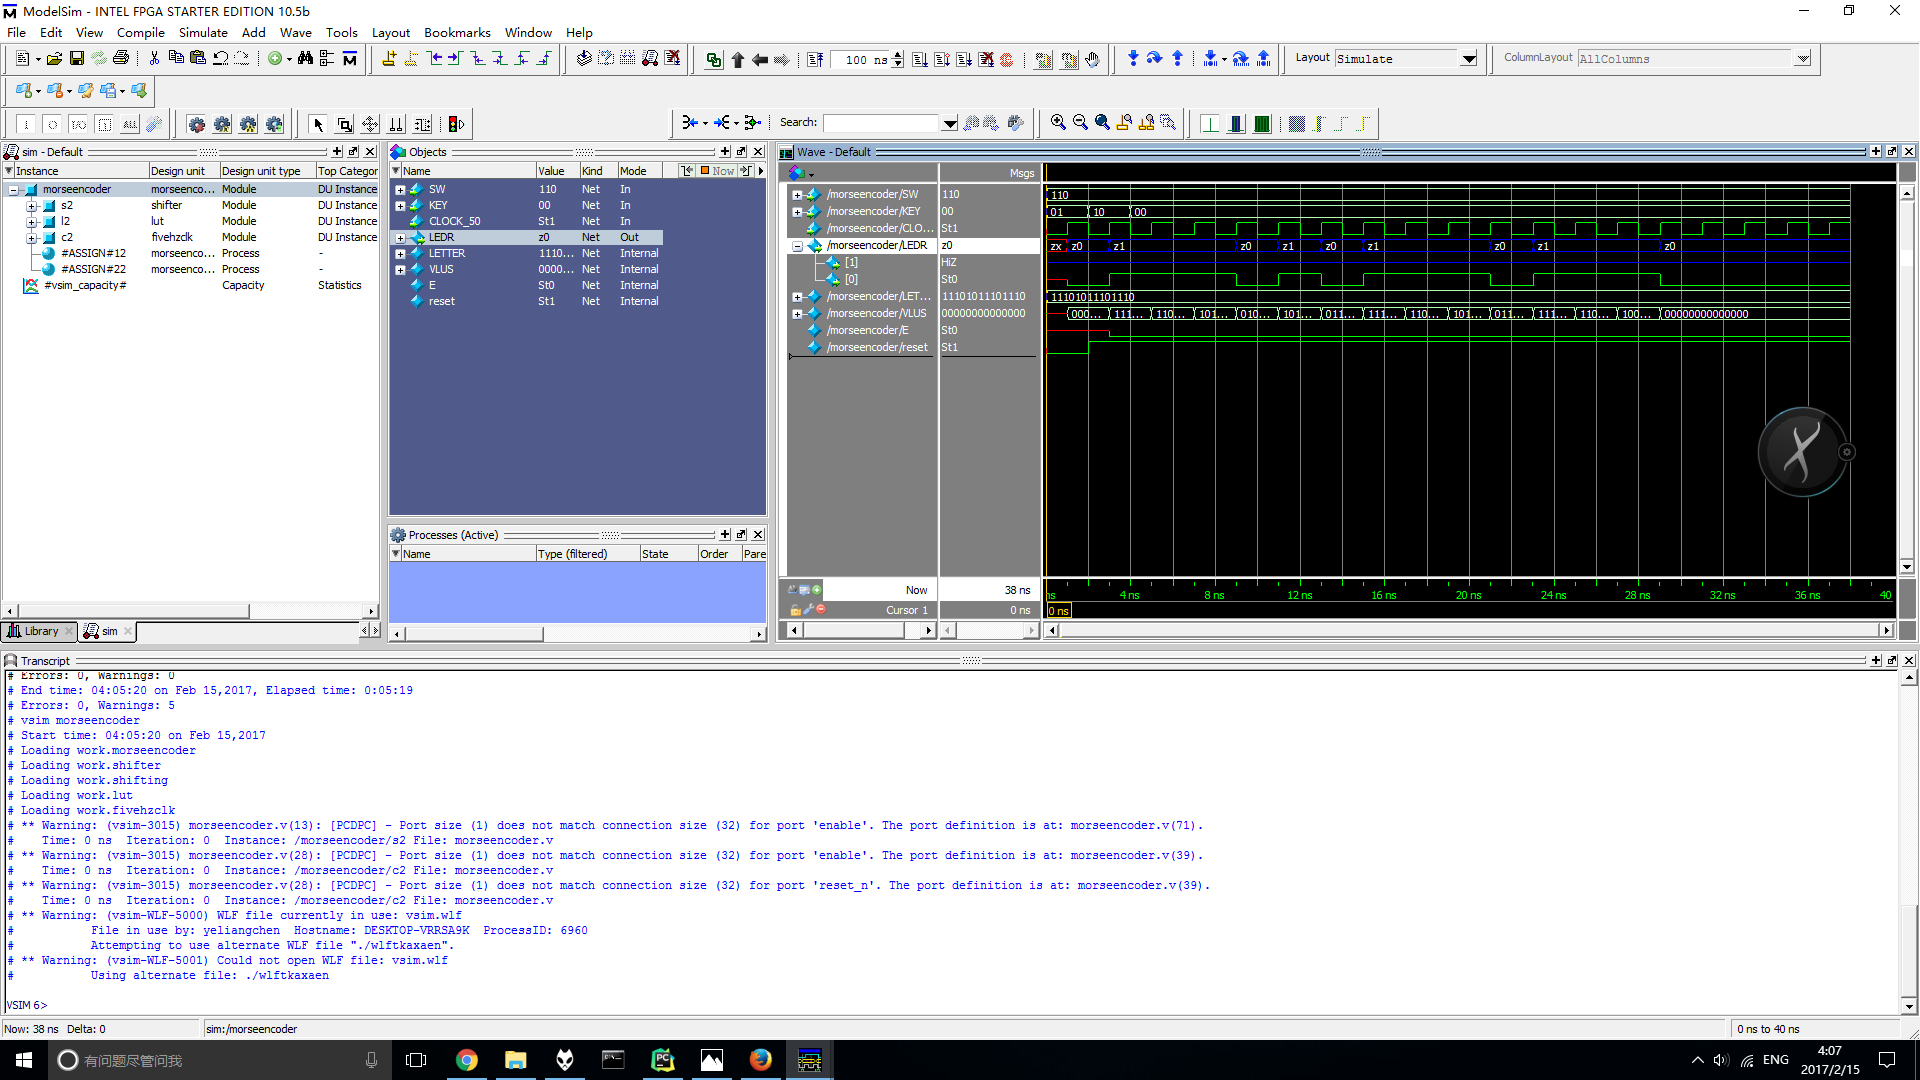 ModelSim - INTEL FPGA STARTER EDITION 10.5b
File Edit View Compile Simulate Add Wave Tools Layout Bookmarks Window Help
100 ns
Layout Simulate
ColumnLayout AllColumns
Search:
sim - Default
Instance Design unit Design unit type Top Categor
morseencoder morseenco... Module DU Instance
s2 shifter Module DU Instance
l2 lut Module DU Instance
c2 fivehzclk Module DU Instance
#ASSIGN#12 morseenco... Process -
#ASSIGN#22 morseenco... Process -
#vsim_capacity# Capacity Statistics
Library sim
Objects
Name Value Kind Mode Now
SW 110 Net In
KEY 00 Net In
CLOCK_50 St1 Net In
LEDR z0 Net Out
LETTER 1110... Net Internal
VLUS 0000... Net Internal
E St0 Net Internal
reset St1 Net Internal
Processes (Active)
Name Type (filtered) State Order Pare
Wave - Default
Msgs
/morseencoder/SW 110 110
/morseencoder/KEY 00 01 10 00
/morseencoder/CLO... St1
/morseencoder/LEDR z0 zx z0 z1 z0 z1 z0 z1 z0 z1 z0
[1] HiZ
[0] St0
/morseencoder/LET... 11101011101110 11101011101110
/morseencoder/VLUS 00000000000000 000... 111... 110... 101... 010... 101... 011... 111... 110... 101... 011... 111... 110... 100... 00000000000000
/morseencoder/E St0
/morseencoder/reset St1
Now 38 ns ns 4 ns 8 ns 12 ns 16 ns 20 ns 24 ns 28 ns 32 ns 36 ns 40
Cursor 1 0 ns 0 ns
Transcript
# Errors: 0, Warnings: 0
# End time: 04:05:20 on Feb 15,2017, Elapsed time: 0:05:19
# Errors: 0, Warnings: 5
# vsim morseencoder
# Start time: 04:05:20 on Feb 15,2017
# Loading work.morseencoder
# Loading work.shifter
# Loading work.shifting
# Loading work.lut
# Loading work.fivehzclk
# ** Warning: (vsim-3015) morseencoder.v(13): [PCDPC] - Port size (1) does not match connection size (32) for port 'enable'. The port definition is at: morseencoder.v(71).
# Time: 0 ns Iteration: 0 Instance: /morseencoder/s2 File: morseencoder.v
# ** Warning: (vsim-3015) morseencoder.v(28): [PCDPC] - Port size (1) does not match connection size (32) for port 'enable'. The port definition is at: morseencoder.v(39).
# Time: 0 ns Iteration: 0 Instance: /morseencoder/c2 File: morseencoder.v
# ** Warning: (vsim-3015) morseencoder.v(28): [PCDPC] - Port size (1) does not match connection size (32) for port 'reset_n'. The port definition is at: morseencoder.v(39).
# Time: 0 ns Iteration: 0 Instance: /morseencoder/c2 File: morseencoder.v
# ** Warning: (vsim-WLF-5000) WLF file currently in use: vsim.wlf
# File in use by: yeliangchen Hostname: DESKTOP-VRRSA9K ProcessID: 6960
# Attempting to use alternate WLF file "./wlftkaxaen".
# ** Warning: (vsim-WLF-5001) Could not open WLF file: vsim.wlf
# Using alternate file: ./wlftkaxaen
VSIM 6>
Now: 38 ns Delta: 0 sim:/morseencoder 0 ns to 40 ns
有问题尽管问我
ENG
4:07
2017/2/15